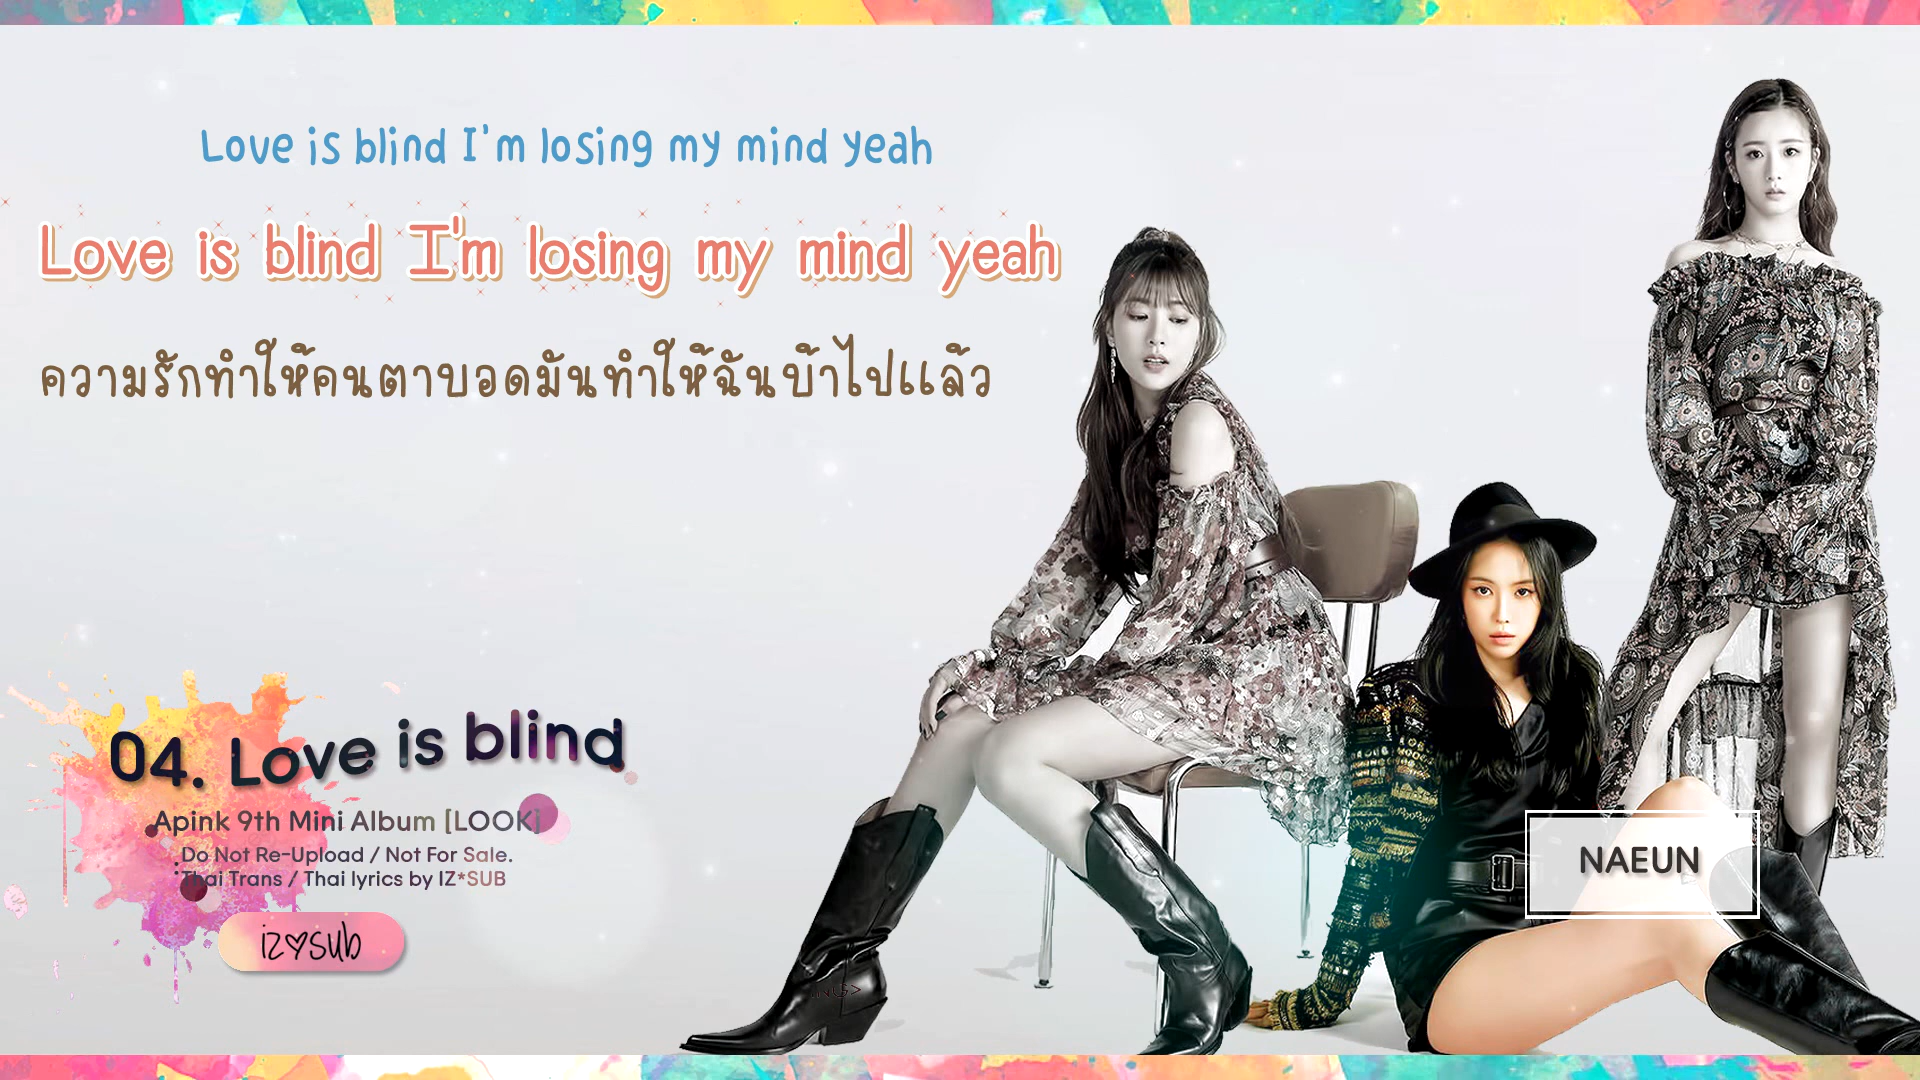 Love is blind I'm losing my mind yeah
Love is blind I'm losing my mind yeah
ความรักทำให้คนตาบอดมันทำให้ฉันบ้าไปแล้ว
04. Love is blind
Apink 9th Mini Album [LOOK]
Do Not Re-Upload / Not For Sale.
Thai Trans / Thai lyrics by IZ*SUB
iz♡sub
NAEUN